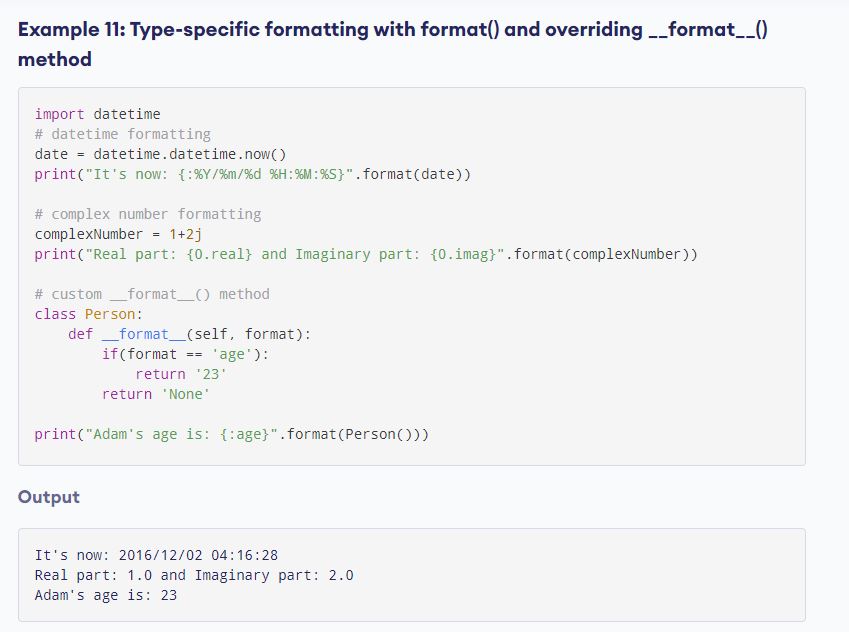 Example 11: Type-specific formatting with format() and overriding __format__()
method
import datetime
# datetime formatting
date = datetime.datetime.now()
print("It's now: {:%Y/%m/%d %H:%M:%S}".format(date))
# complex number formatting
complexNumber = 1+2j
print("Real part: {0.real} and Imaginary part: {0.imag}".format(complexNumber))
# custom __format__() method
class Person:
    def __format__(self, format):
        if(format == 'age'):
            return '23'
        return 'None'
print("Adam's age is: {:age}".format(Person()))
Output
It's now: 2016/12/02 04:16:28
Real part: 1.0 and Imaginary part: 2.0
Adam's age is: 23